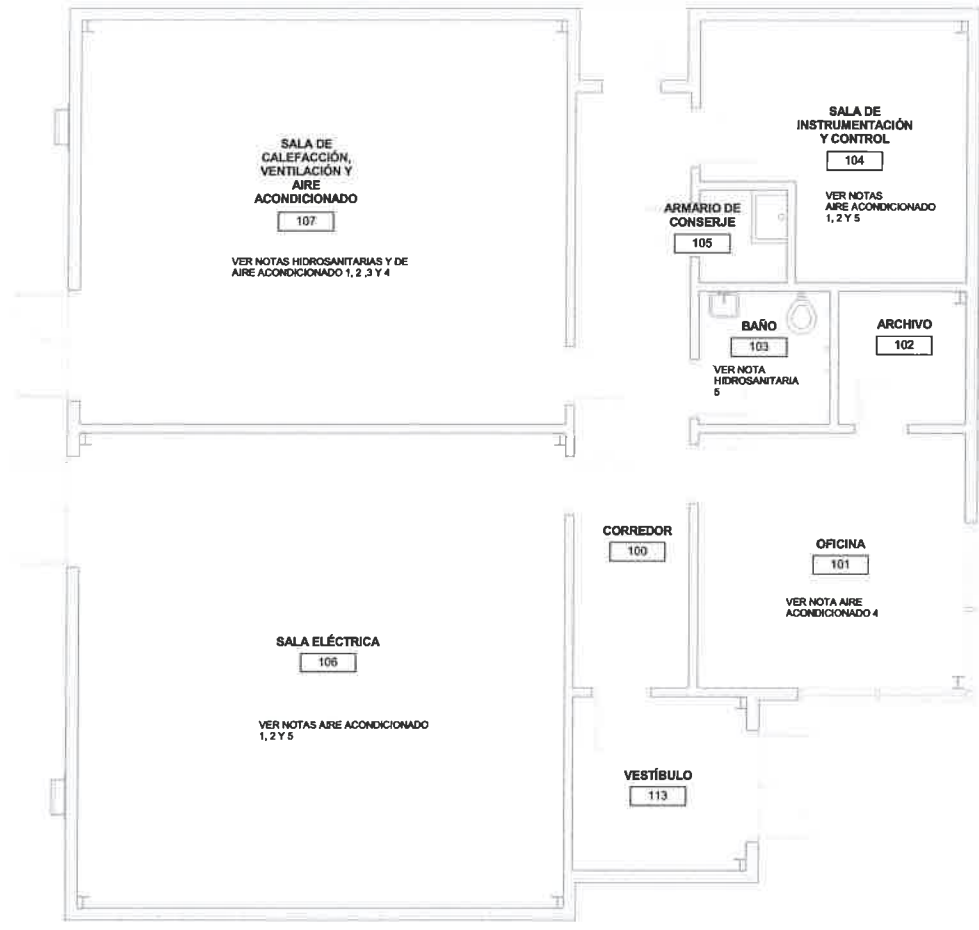 SALA DE
CALEFACCIÓN,
VENTILACIÓN Y
AIRE
ACONDICIONADO
107
VER NOTAS HIDROSANITARIAS Y DE
AIRE ACONDICIONADO 1, 2 ,3 Y 4
SALA DE
INSTRUMENTACIÓN
Y CONTROL
104
VER NOTAS
AIRE ACONDICIONADO
1, 2 Y 5
ARMARIO DE
CONSERJE
105
BAÑO
103
VER NOTA
HIDROSANITARIA
5
ARCHIVO
102
CORREDOR
100
OFICINA
101
VER NOTA AIRE
ACONDICIONADO 4
SALA ELÉCTRICA
106
VER NOTAS AIRE ACONDICIONADO
1, 2 Y 5
VESTÍBULO
113